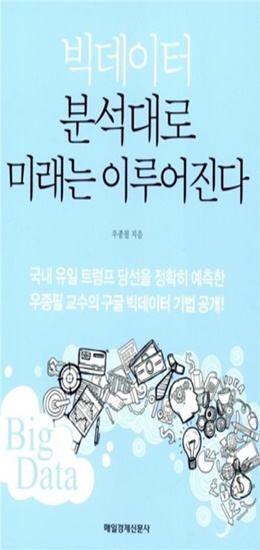 빅데이터
분석대로
미래는 이루어진다
우종필 지음
국내 유일 트럼프 당선을 정확히 예측한
우종필 교수의 구글 빅데이터 기법 공개!
Big
Data
매일경제신문사